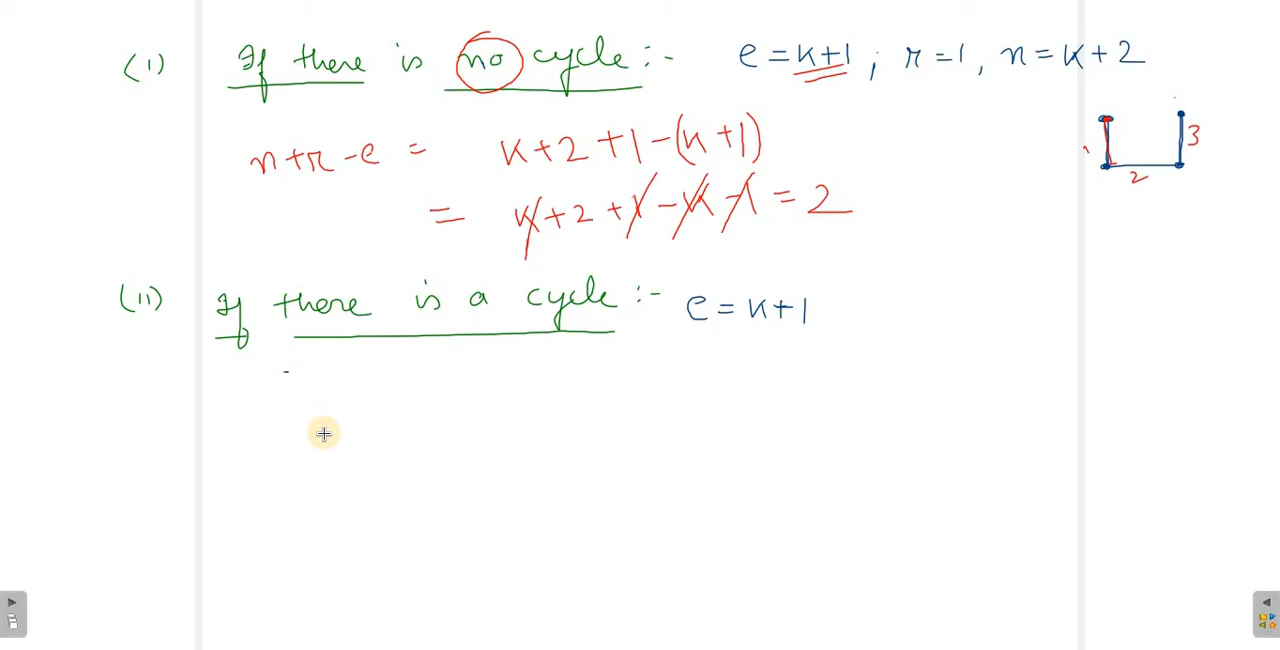 (i) If there is no cycle :- e = k+1 ; r = 1, n = k+2
n+r-e = k+2+1-(k+1)
= k+2+1-k-1 = 2
1
2
3
(ii) If there is a cycle :- e = k+1